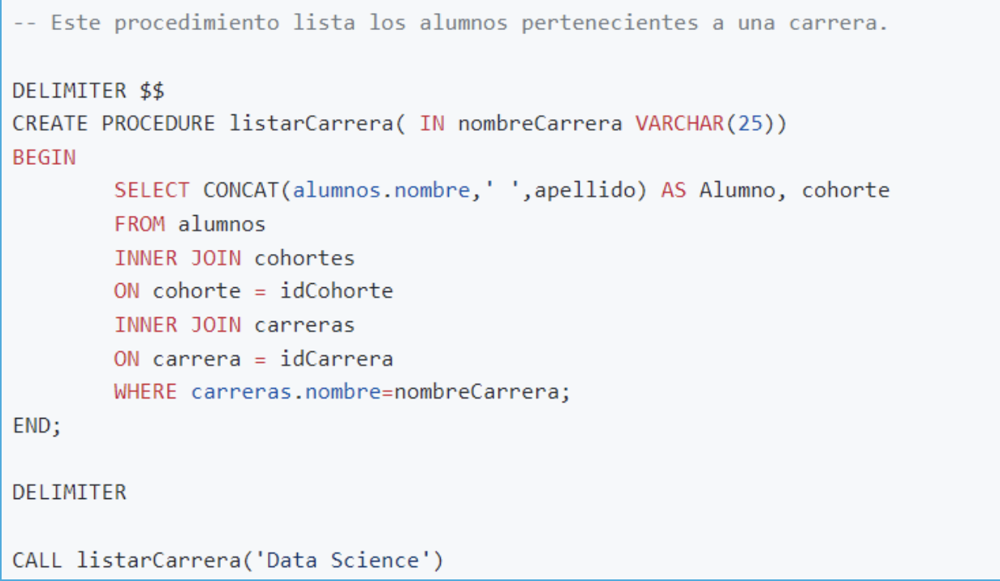 -- Este procedimiento lista los alumnos pertenecientes a una carrera.
DELIMITER $$
CREATE PROCEDURE listarCarrera( IN nombreCarrera VARCHAR(25))
BEGIN
SELECT CONCAT(alumnos.nombre,' ',apellido) AS Alumno, cohorte
FROM alumnos
INNER JOIN cohortes
ON cohorte = idCohorte
INNER JOIN carreras
ON carrera = idCarrera
WHERE carreras.nombre=nombreCarrera;
END;
DELIMITER
CALL listarCarrera('Data Science')